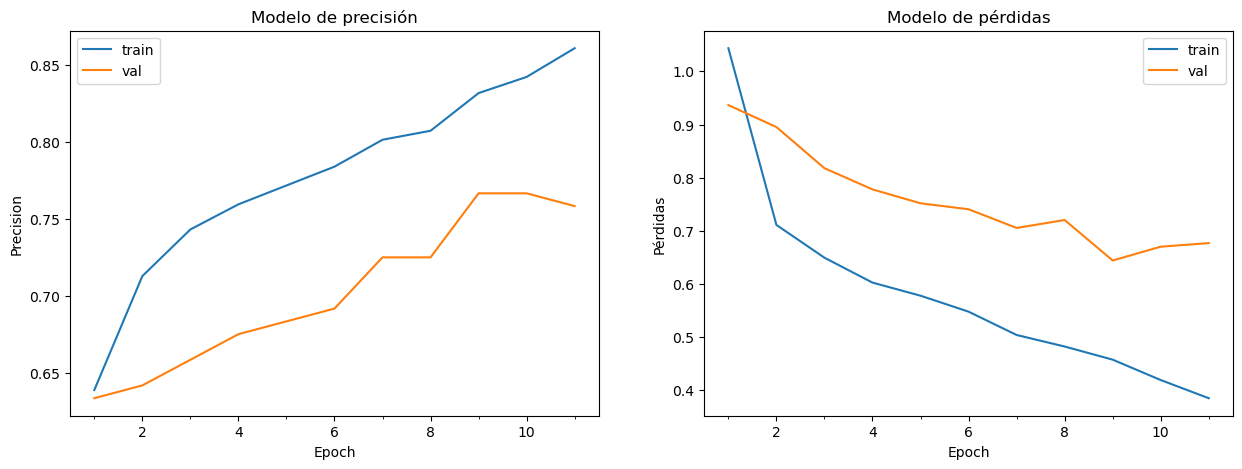 Modelo de precisión
train
val
Precision
0.85
0.80
0.75
0.70
0.65
2
4
6
8
10
Epoch
Modelo de pérdidas
train
val
Pérdidas
1.0
0.9
0.8
0.7
0.6
0.5
0.4
2
4
6
8
10
Epoch